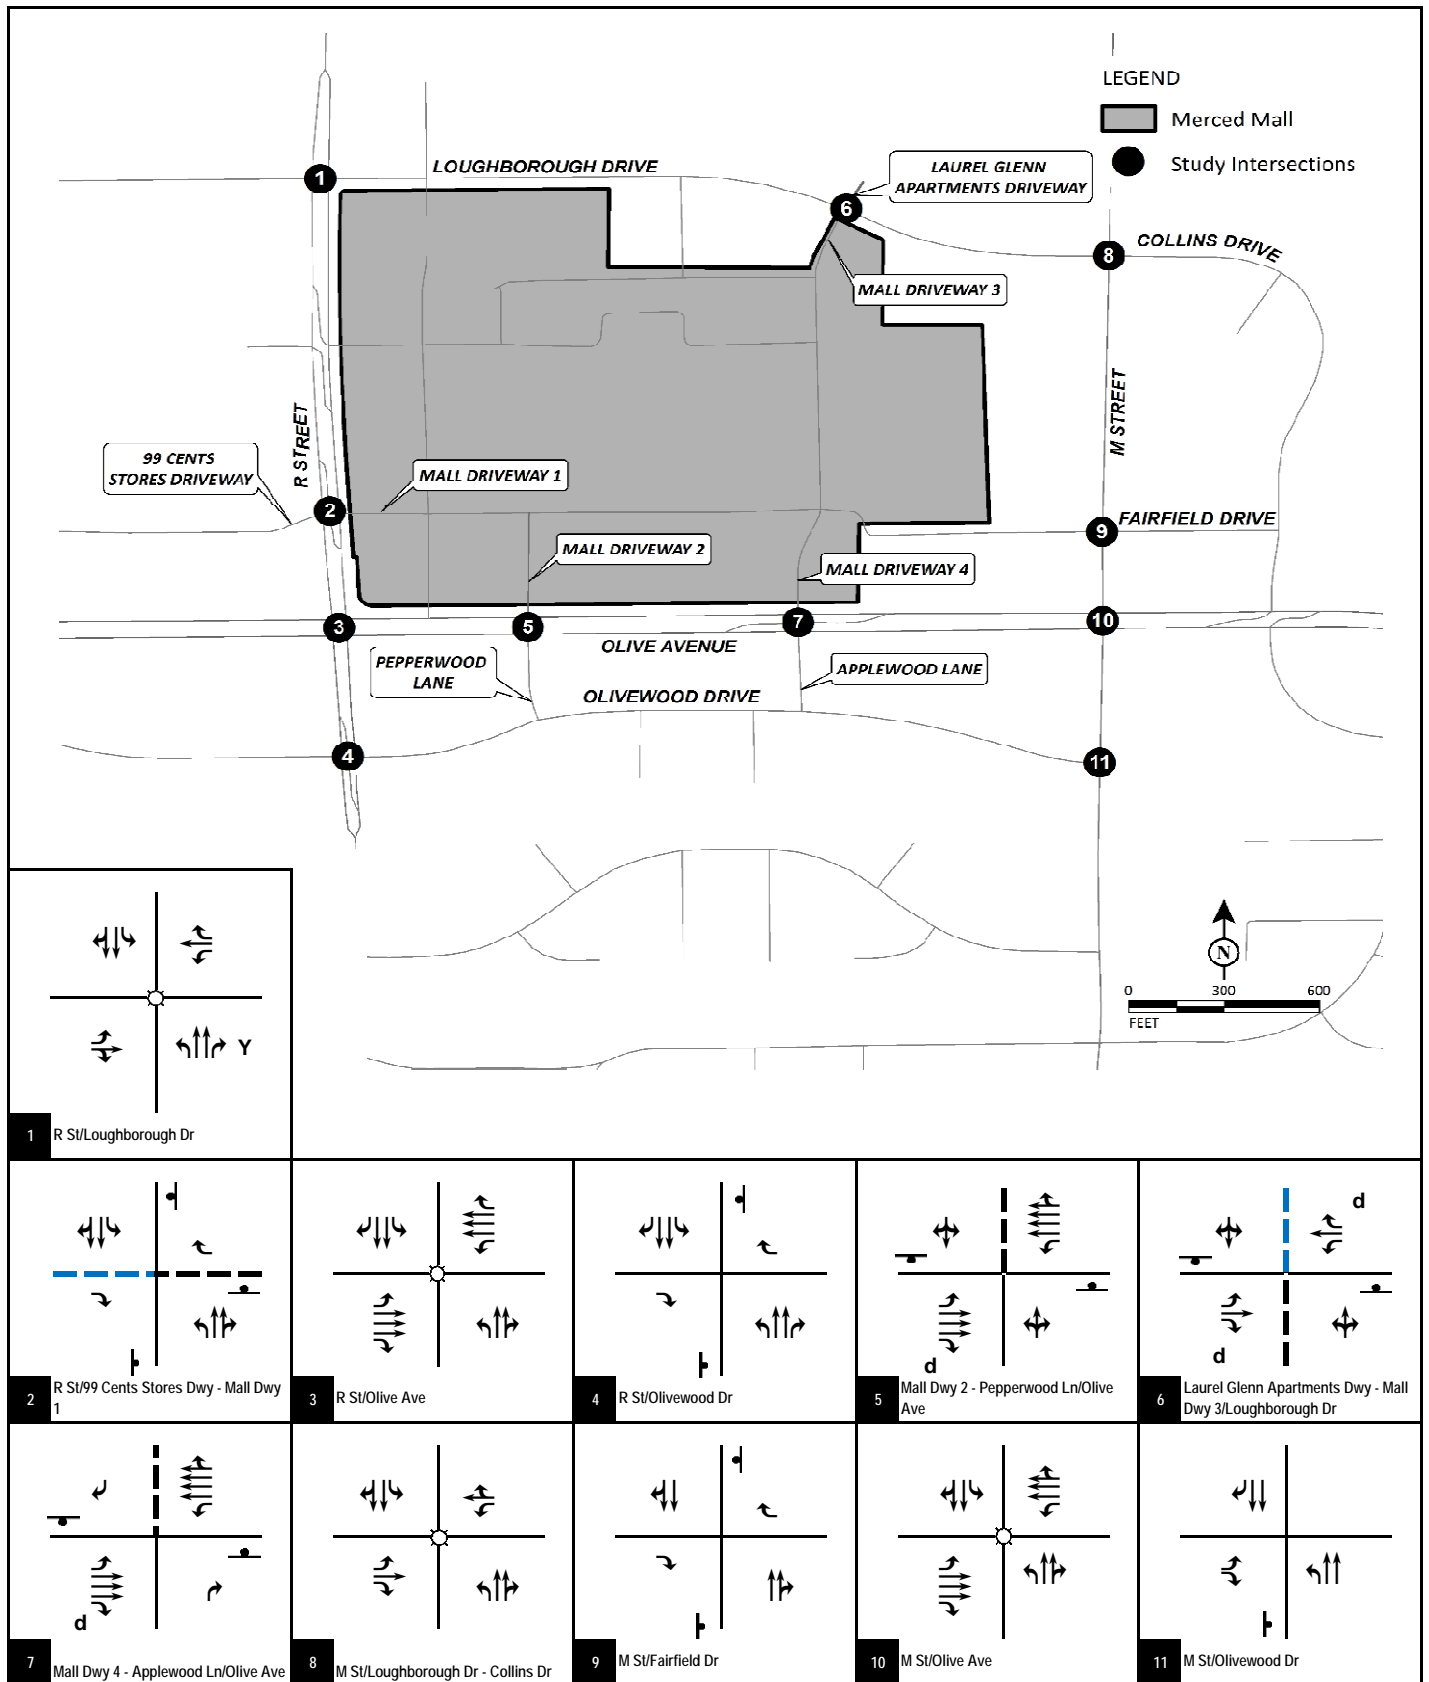 LEGEND
Merced Mall
Study Intersections
LOUGHBOROUGH DRIVE
LAUREL GLENN
APARTMENTS DRIVEWAY
1
6
COLLINS DRIVE
8
MALL DRIVEWAY 3
M STREET
R STREET
99 CENTS
STORES DRIVEWAY
MALL DRIVEWAY 1
2
FAIRFIELD DRIVE
9
MALL DRIVEWAY 2
MALL DRIVEWAY 4
3
5
7
10
OLIVE AVENUE
PEPPERWOOD
LANE
APPLEWOOD LANE
OLIVEWOOD DRIVE
4
11
N
0 300 600
FEET
Y
1 R St/Loughborough Dr
2 R St/99 Cents Stores Dwy - Mall Dwy
1
3 R St/Olive Ave
4 R St/Olivewood Dr
d
5 Mall Dwy 2 - Pepperwood Ln/Olive
Ave
d
d
6 Laurel Glenn Apartments Dwy - Mall
Dwy 3/Loughborough Dr
d
7 Mall Dwy 4 - Applewood Ln/Olive Ave
8 M St/Loughborough Dr - Collins Dr
9 M St/Fairfield Dr
10 M St/Olive Ave
11 M St/Olivewood Dr